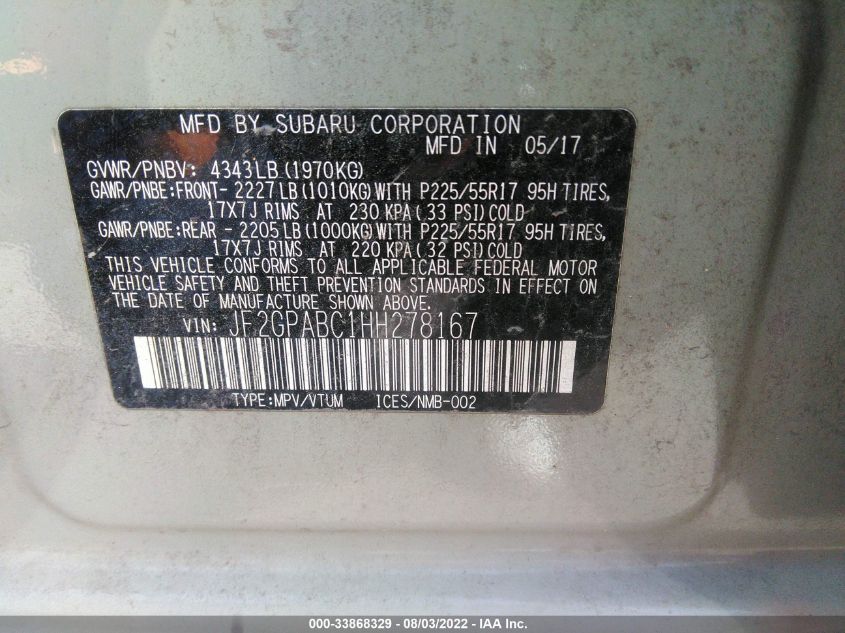 MFD BY SUBARU CORPORATION
MFD IN 05/17
GVWR/PNBV: 4343LB(1970KG)
GAWR/PNBE:FRONT- 2227LB(1010KG)WITH P225/55R17 95H TIRES,
17X7J RIMS AT 230 KPA(33 PSI)COLD
GAWR/PNBE:REAR - 2205LB(1000KG)WITH P225/55R17 95H TIRES,
17X7J RIMS AT 220 KPA(32 PSI)COLD
THIS VEHICLE CONFORMS TO ALL APPLICABLE FEDERAL MOTOR
VEHICLE SAFETY AND THEFT PREVENTION STANDARDS IN EFFECT ON
THE DATE OF MANUFACTURE SHOWN ABOVE.
VIN: JF2GPABC1HH278167
TYPE:MPV/VTUM ICES/NMB-002
000-33868329 - 08/03/2022 - IAA Inc.